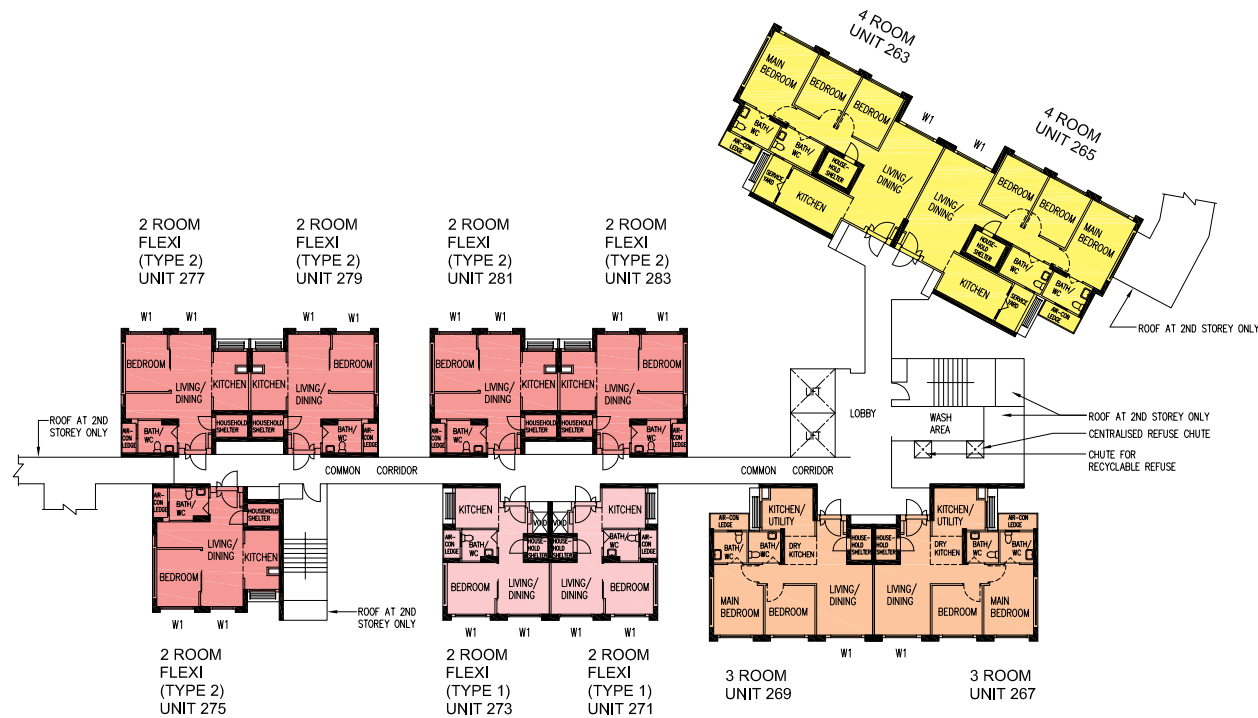 4 ROOM
UNIT 263
MAIN
BEDROOM
BEDROOM
BEDROOM
W1
W1
BATH/
WC
BATH/
WC
AIR-CON
LEDGE
HOUSE-
HOLD
SHELTER
SERVICE
YARD
KITCHEN
LIVING/
DINING
4 ROOM
UNIT 265
LIVING/
DINING
BEDROOM
BEDROOM
MAIN
BEDROOM
HOUSE-
HOLD
SHELTER
BATH/
WC
BATH/
WC
KITCHEN
SERVICE
YARD
AIR-CON
LEDGE
ROOF AT 2ND STOREY ONLY
2 ROOM
FLEXI
(TYPE 2)
UNIT 277
2 ROOM
FLEXI
(TYPE 2)
UNIT 279
2 ROOM
FLEXI
(TYPE 2)
UNIT 281
2 ROOM
FLEXI
(TYPE 2)
UNIT 283
W1
W1
W1
W1
W1
W1
W1
W1
BEDROOM
LIVING/
DINING
KITCHEN
KITCHEN
LIVING/
DINING
BEDROOM
AIR-
CON
LEDGE
BATH/
WC
HOUSEHOLD
SHELTER
HOUSEHOLD
SHELTER
BATH/
WC
AIR-
CON
LEDGE
BEDROOM
LIVING/
DINING
KITCHEN
KITCHEN
LIVING/
DINING
BEDROOM
AIR-
CON
LEDGE
BATH/
WC
HOUSEHOLD
SHELTER
HOUSEHOLD
SHELTER
BATH/
WC
AIR-
CON
LEDGE
LIFT
LIFT
LOBBY
WASH
AREA
ROOF AT 2ND STOREY ONLY
CENTRALISED REFUSE CHUTE
CHUTE FOR
RECYCLABLE REFUSE
ROOF AT 2ND
STOREY ONLY
COMMON CORRIDOR
COMMON CORRIDOR
AIR-
CON
LEDGE
BATH/
WC
HOUSEHOLD
SHELTER
LIVING/
DINING
KITCHEN
BEDROOM
W1
W1
ROOF AT 2ND
STOREY ONLY
2 ROOM
FLEXI
(TYPE 2)
UNIT 275
KITCHEN
VOID
VOID
KITCHEN
AIR-
CON
LEDGE
BATH/
WC
HOUSE-
HOLD
SHELTER
HOUSE-
HOLD
SHELTER
BATH/
WC
AIR-
CON
LEDGE
BEDROOM
LIVING/
DINING
LIVING/
DINING
BEDROOM
W1
W1
W1
W1
2 ROOM
FLEXI
(TYPE 1)
UNIT 273
2 ROOM
FLEXI
(TYPE 1)
UNIT 271
KITCHEN/
UTILITY
KITCHEN/
UTILITY
AIR-CON
LEDGE
AIR-CON
LEDGE
BATH/
WC
BATH/
WC
DRY
KITCHEN
HOUSE-
HOLD
SHELTER
HOUSE-
HOLD
SHELTER
DRY
KITCHEN
BATH/
WC
BATH/
WC
MAIN
BEDROOM
BEDROOM
LIVING/
DINING
LIVING/
DINING
BEDROOM
MAIN
BEDROOM
W1
W1
3 ROOM
UNIT 269
3 ROOM
UNIT 267